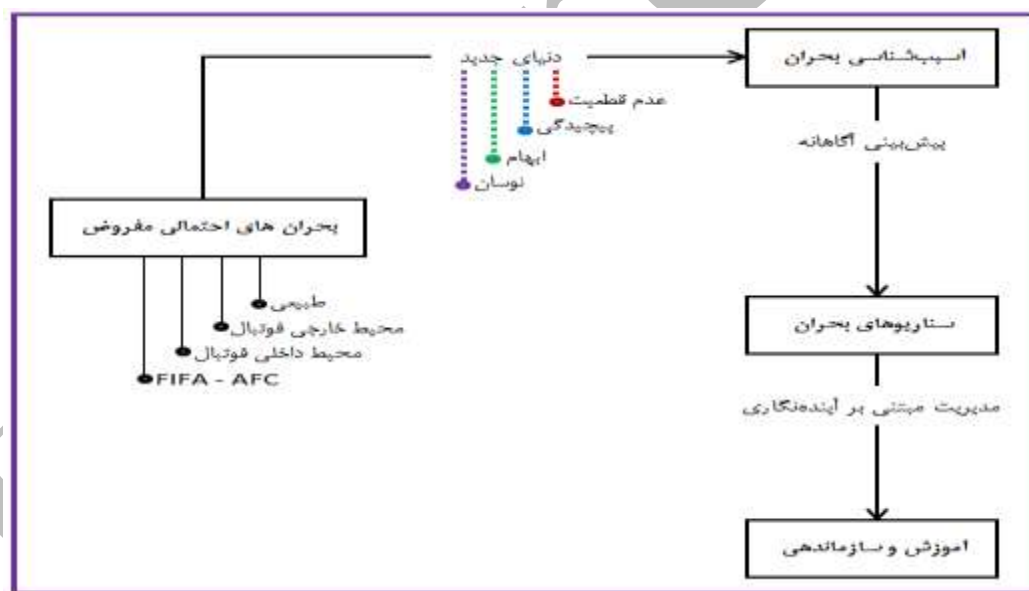 آسیب‌شناسی بحران
دنیای جدید
عدم قطعیت
پیچیدگی
ابهام
نوسان
پیش‌بینی آگاهانه
بحران های احتمالی مفروض
طبیعی
محیط خارجی فوتبال
محیط داخلی فوتبال
FIFA - AFC
سناریوهای بحران
مدیریت مبتنی بر آینده‌نگاری
آموزش و سازماندهی